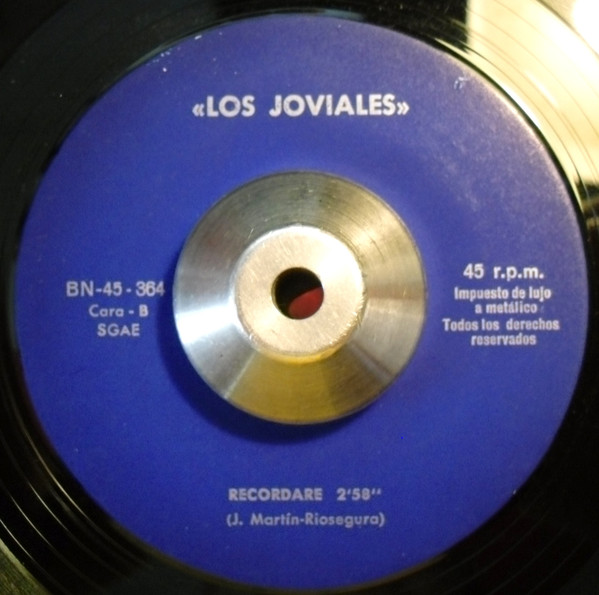 «LOS JOVIALES»
BN-45-364
Cara - B
SGAE
45 r.p.m.
Impuesto de lujo
a metálico
Todos los derechos
reservados
RECORDARE 2'58"
(J. Martín-Riosegura)